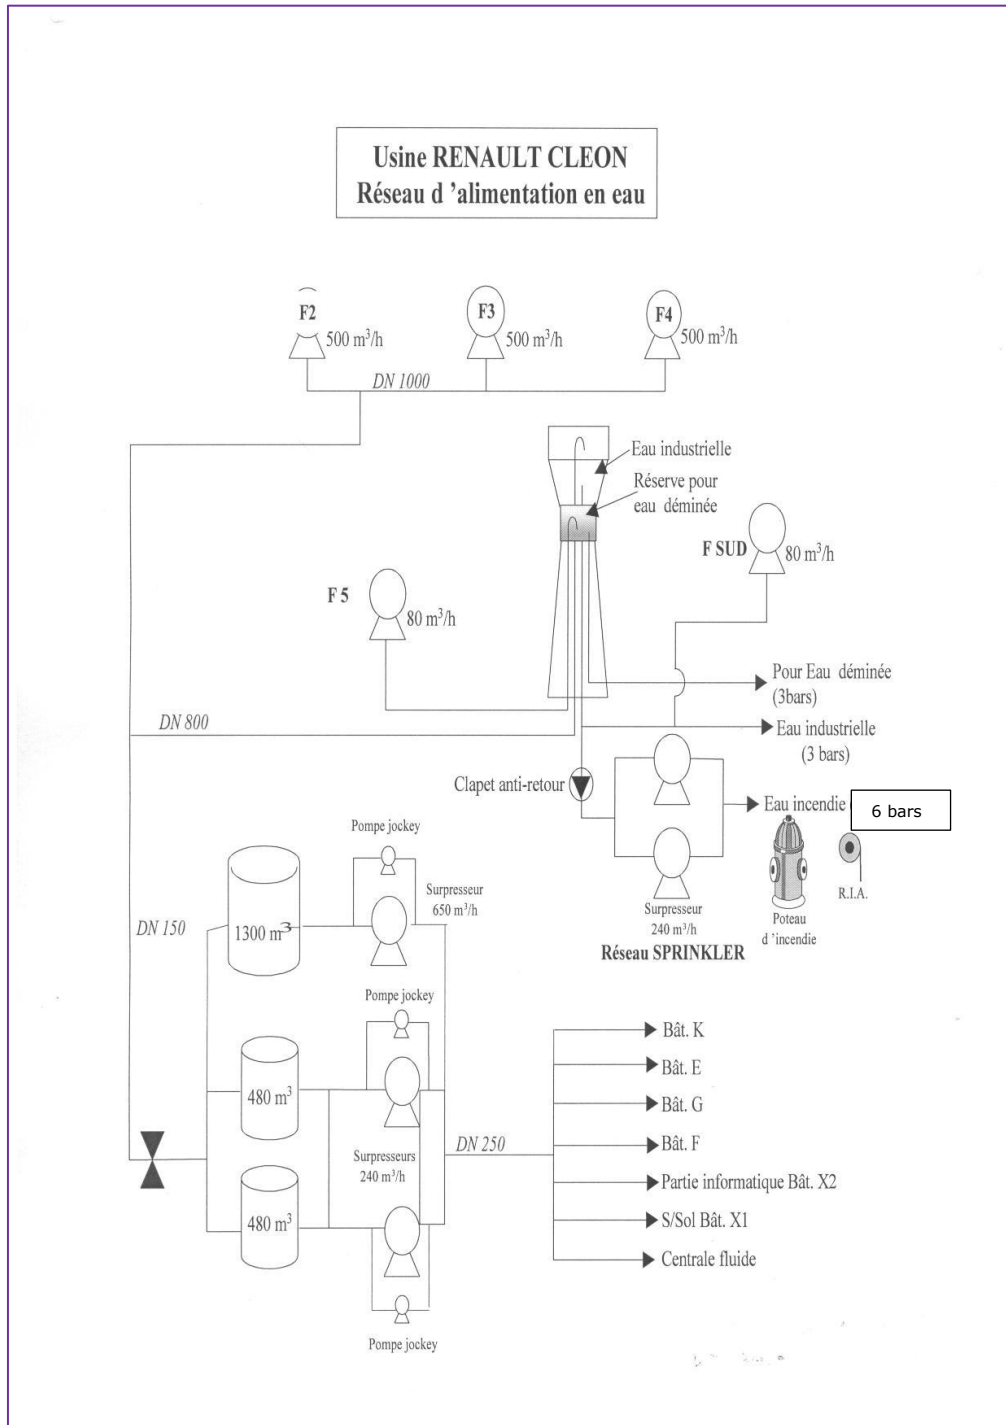 Usine RENAULT CLEON
Réseau d ’alimentation en eau
F2
500 m³/h
F3
500 m³/h
F4
500 m³/h
DN 1000
Eau industrielle
Réserve pour
eau déminée
F SUD
80 m³/h
F 5
80 m³/h
Pour Eau déminée
(3bars)
DN 800
Eau industrielle
(3 bars)
Clapet anti-retour
Eau incendie
6 bars
Pompe jockey
Surpresseur
650 m³/h
R.I.A.
Poteau
d ’incendie
DN 150
1300 m³
Surpresseur
240 m³/h
Réseau SPRINKLER
Pompe jockey
Bât. K
Bât. E
480 m³
Bât. G
DN 250
Bât. F
Surpresseurs
240 m³/h
Partie informatique Bât. X2
480 m³
S/Sol Bât. X1
Centrale fluide
Pompe jockey